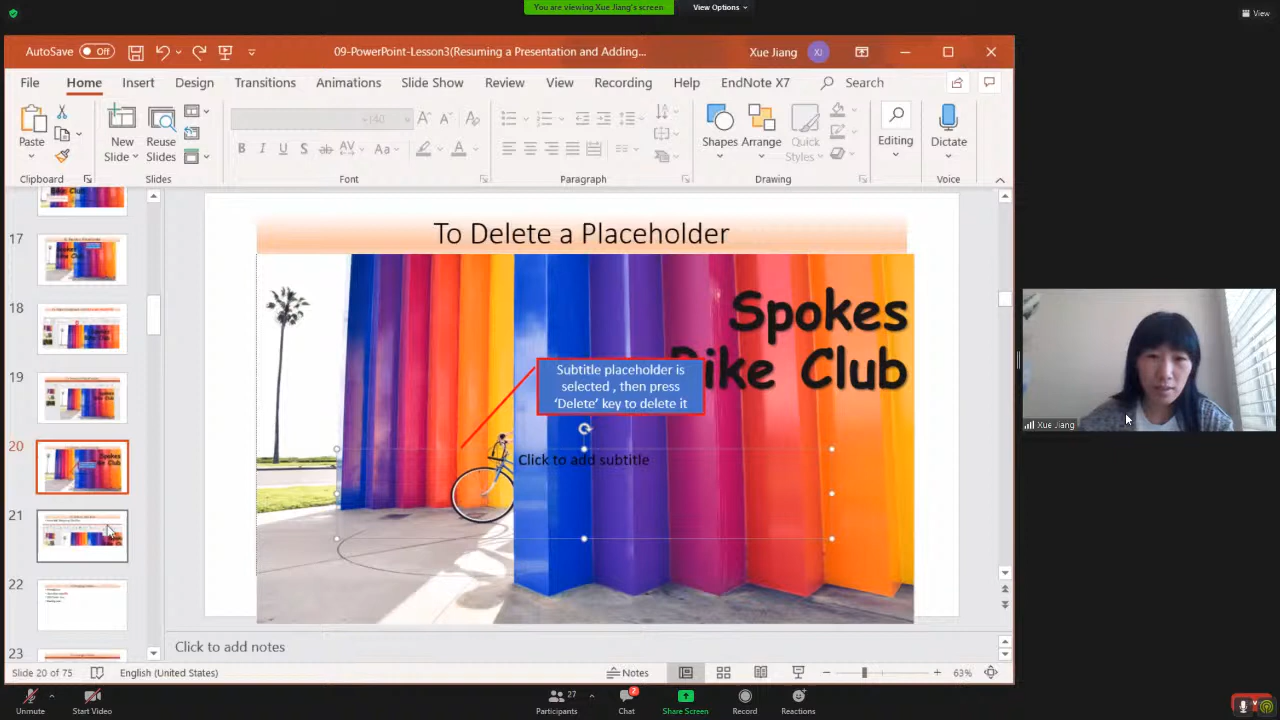 You are viewing Xue Jiang's screen
View Options
View
AutoSave Off
09-PowerPoint-Lesson3(Resuming a Presentation and Adding...
Xue Jiang XJ
File Home Insert Design Transitions Animations Slide Show Review View Recording Help EndNote X7 Search
Paste
New Slide
Reuse Slides
Shapes Arrange Quick Styles
Editing
Dictate
Clipboard Slides Font Paragraph Drawing Voice
17
18
19
20
21
22
23
To Delete a Placeholder
Spokes
Bike Club
Subtitle placeholder is
selected , then press
‘Delete’ key to delete it
Click to add subtitle
Xue Jiang
Click to add notes
Slide 20 of 75 English (United States) Notes 63%
Unmute Start Video 27 Participants 7 Chat Share Screen Record Reactions